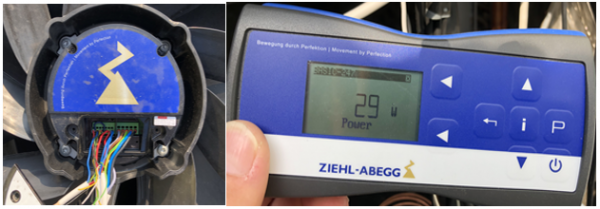 Bewegung durch Perfektion | Movement by Perfection
29 W
Power
ZIEHL-ABEGG
i
P